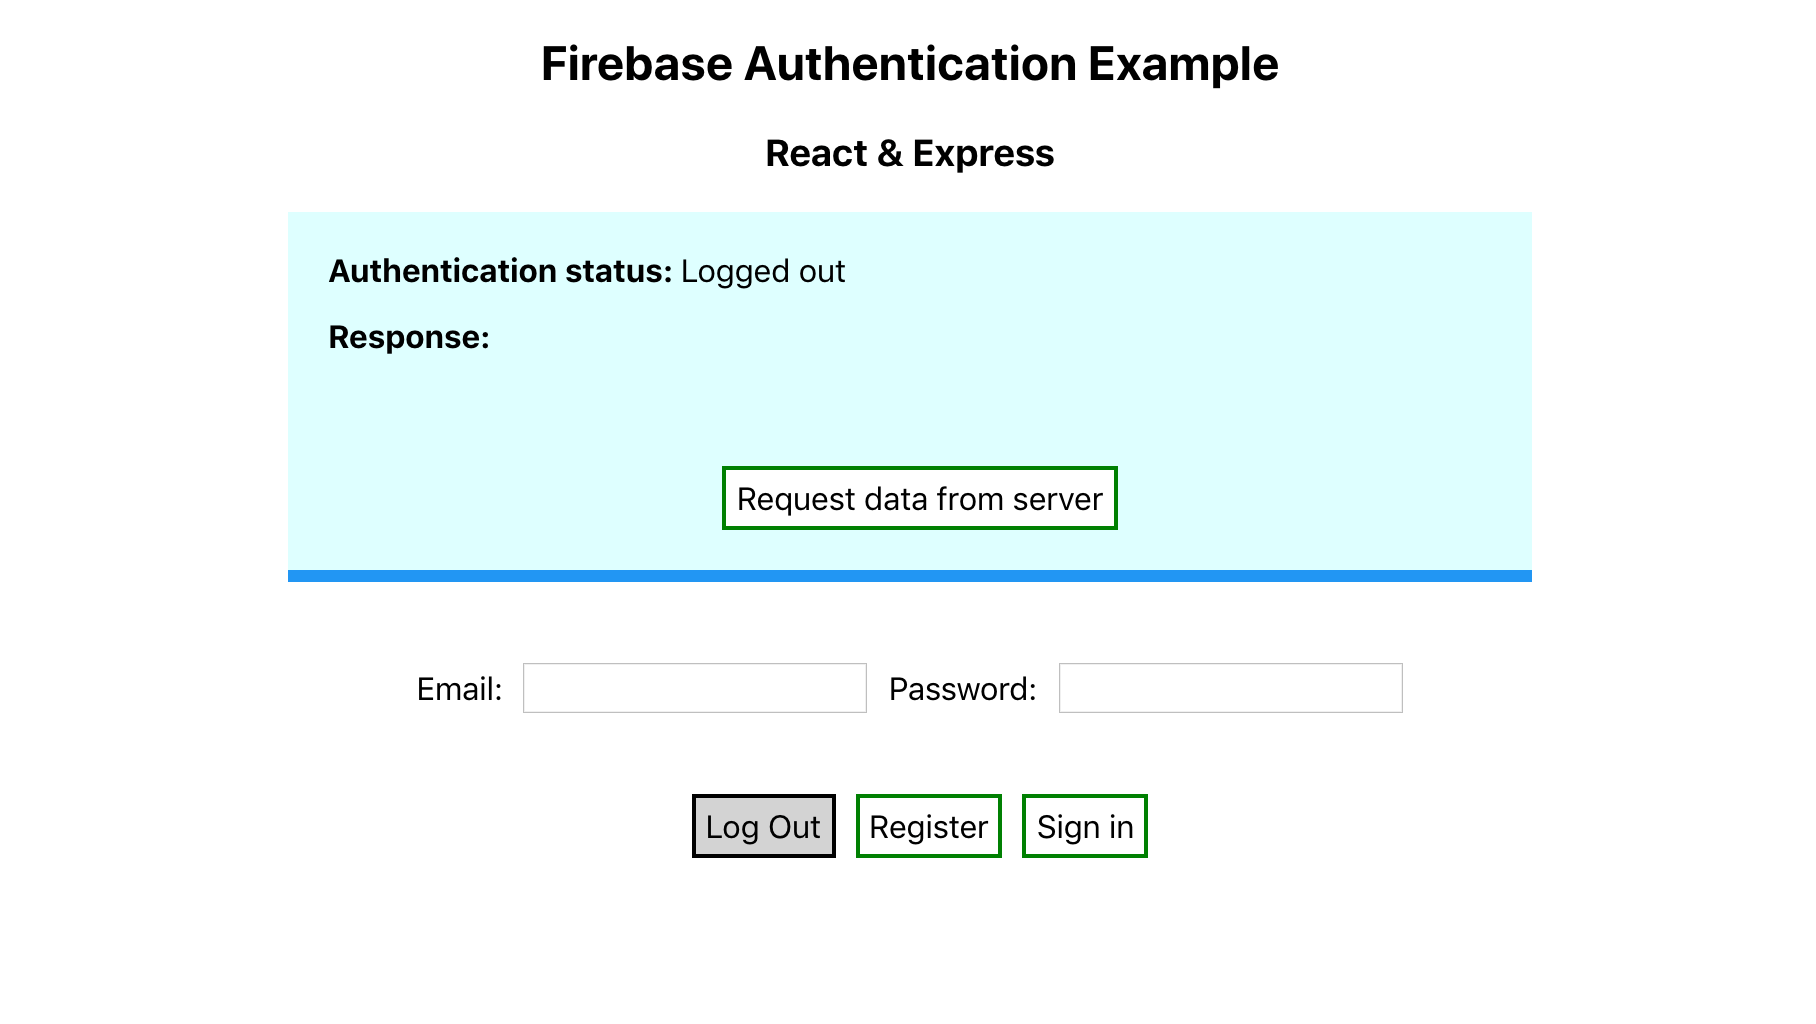 Firebase Authentication Example
React & Express
Authentication status: Logged out
Response:
Request data from server
Email: Password:
Log Out Register Sign in